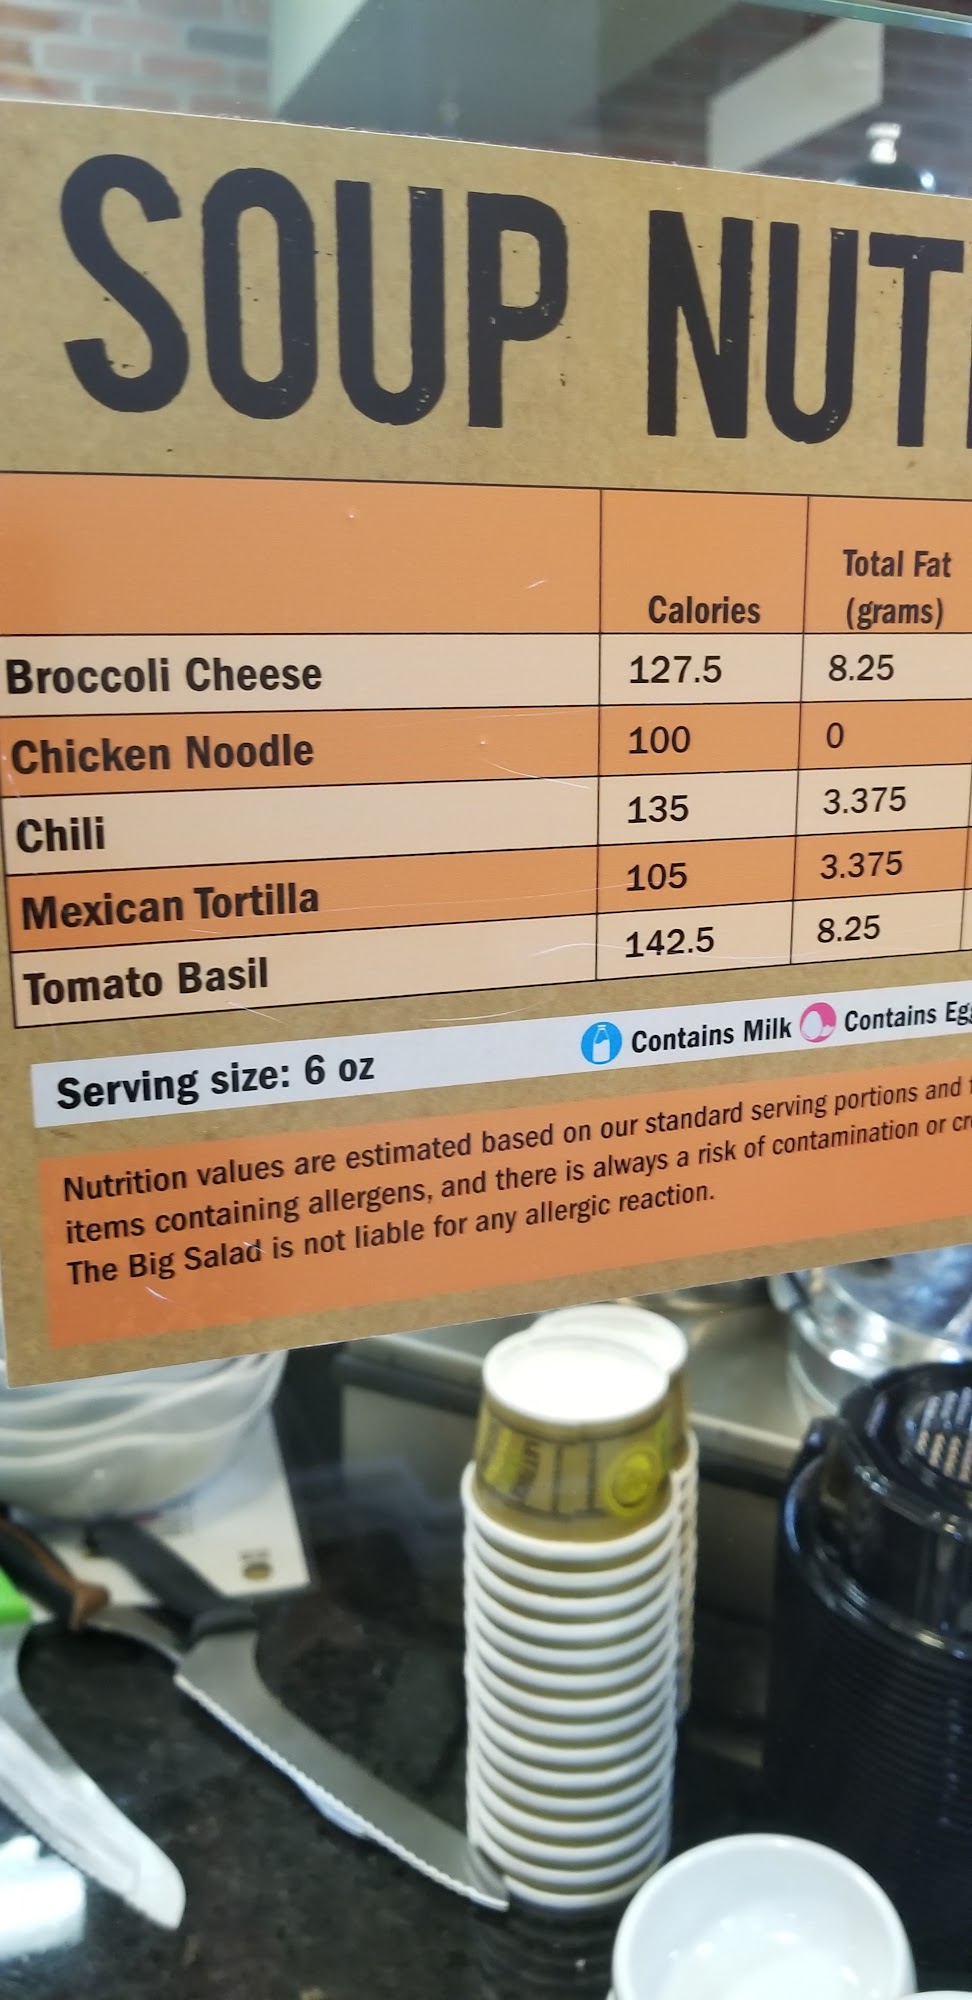 SOUP NUT
Calories
Total Fat
(grams)
Broccoli Cheese 127.5 8.25
Chicken Noodle 100 0
Chili 135 3.375
Mexican Tortilla 105 3.375
Tomato Basil 142.5 8.25
Serving size: 6 oz Contains Milk Contains Eg
Nutrition values are estimated based on our standard serving portions and
items containing allergens, and there is always a risk of contamination or cr
The Big Salad is not liable for any allergic reaction.